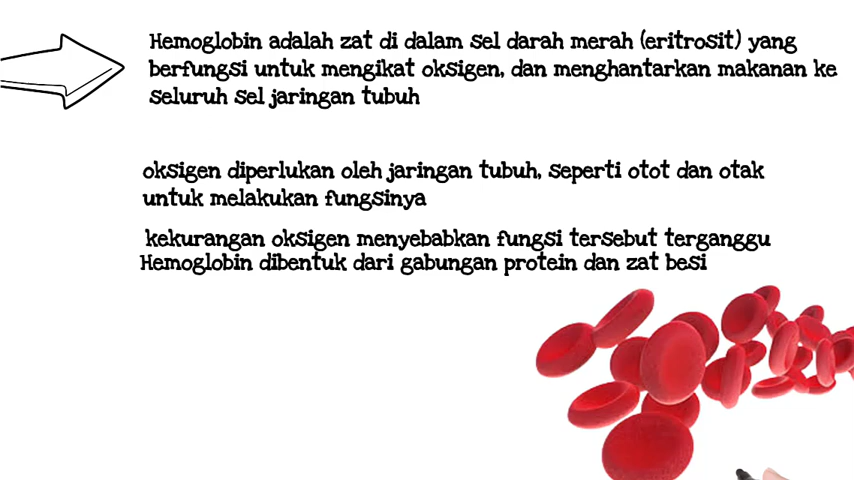 Hemoglobin adalah zat di dalam sel darah merah (eritrosit) yang
berfungsi untuk mengikat oksigen, dan menghantarkan makanan ke
seluruh sel jaringan tubuh
oksigen diperlukan oleh jaringan tubuh, seperti otot dan otak
untuk melakukan fungsinya
kekurangan oksigen menyebabkan fungsi tersebut terganggu
Hemoglobin dibentuk dari gabungan protein dan zat besi